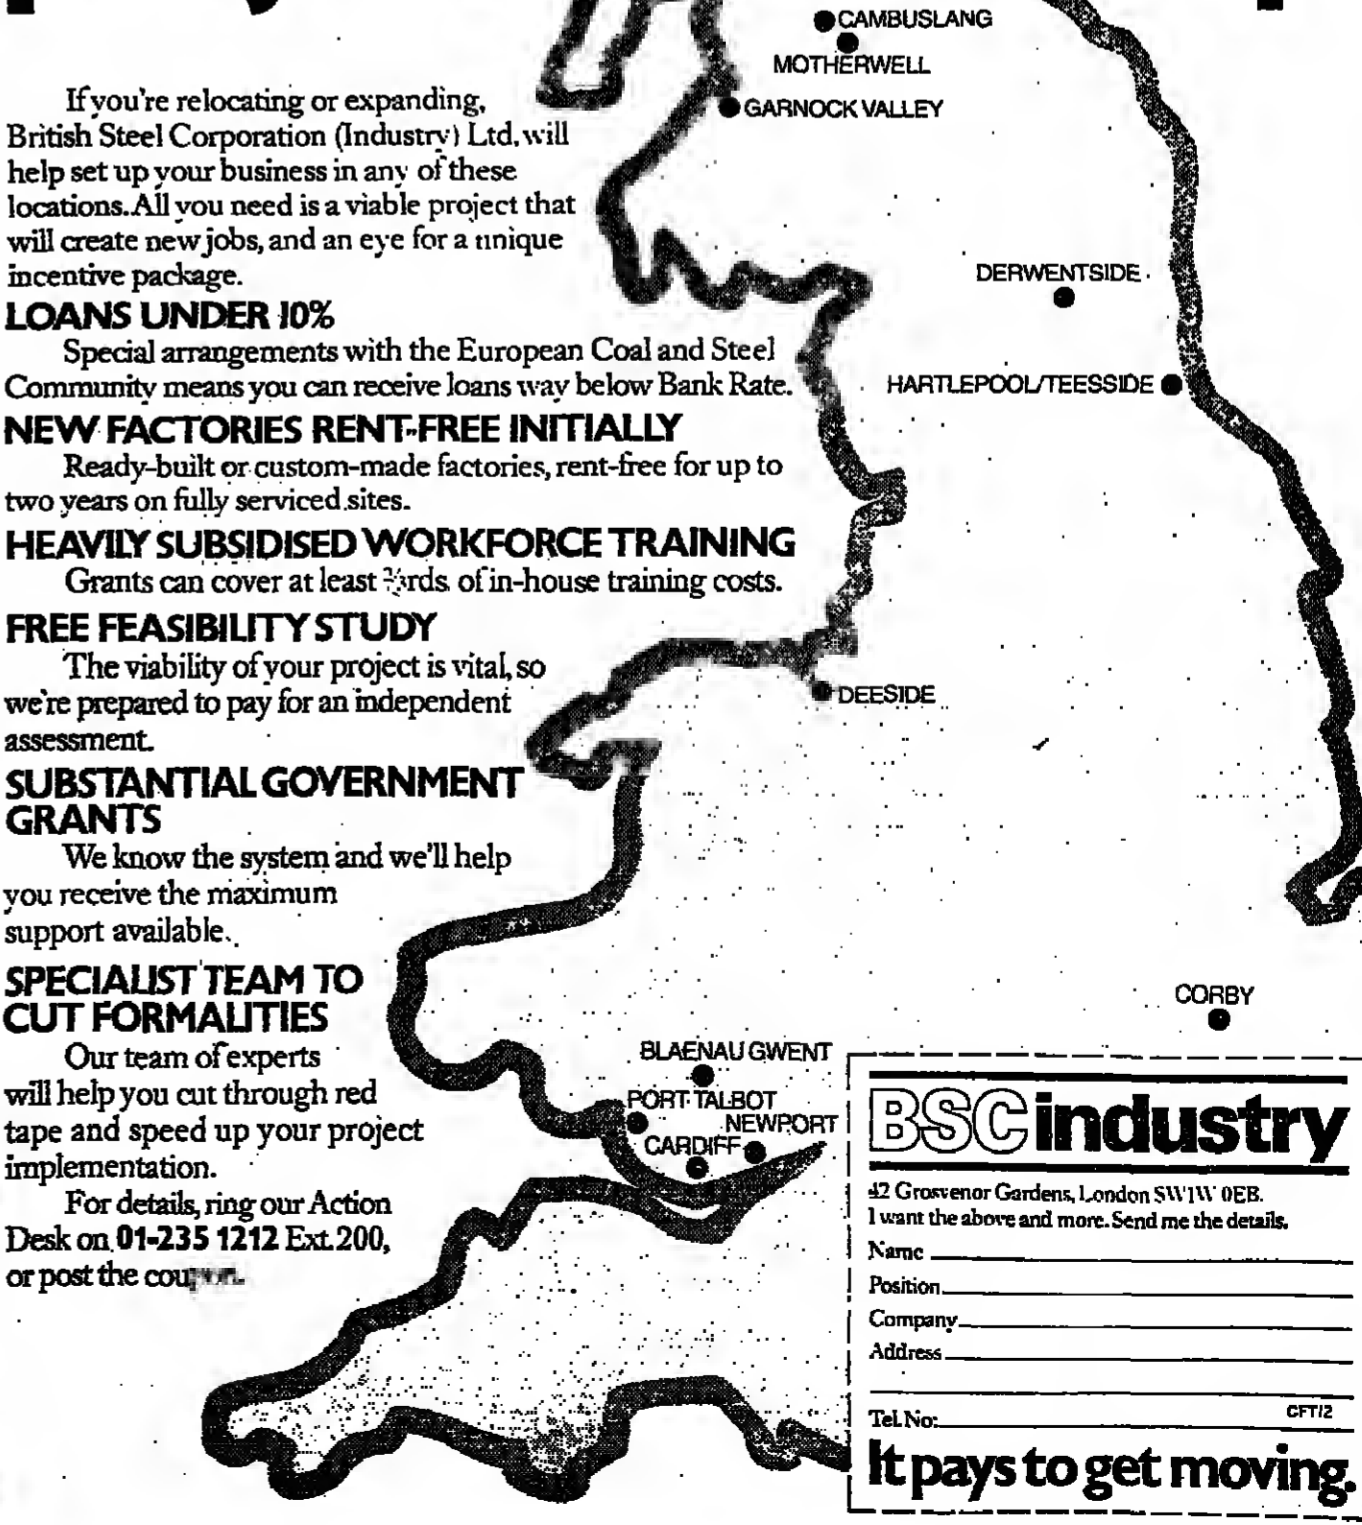 If you're relocating or expanding,
British Steel Corporation (Industry) Ltd. will
help set up your business in any of these
locations. All you need is a viable project that
will create new jobs, and an eye for a unique
incentive package.
LOANS UNDER 10%
Special arrangements with the European Coal and Steel
Community means you can receive loans way below Bank Rate.
NEW FACTORIES RENT-FREE INITIALLY
Ready-built or custom-made factories, rent-free for up to
two years on fully serviced sites.
HEAVILY SUBSIDISED WORKFORCE TRAINING
Grants can cover at least ⅔rds of in-house training costs.
FREE FEASIBILITY STUDY
The viability of your project is vital, so
we're prepared to pay for an independent
assessment.
SUBSTANTIAL GOVERNMENT
GRANTS
We know the system and we'll help
you receive the maximum
support available.
SPECIALIST TEAM TO
CUT FORMALITIES
Our team of experts
will help you cut through red
tape and speed up your project
implementation.
For details, ring our Action
Desk on 01-235 1212 Ext. 200,
or post the coupon.
CAMBUSLANG
MOTHERWELL
GARNOCK VALLEY
DERWENTSIDE
HARTLEPOOL/TEESSIDE
DEESIDE
CORBY
BLAENAU GWENT
PORT TALBOT
NEWPORT
CARDIFF
BSC industry
42 Grosvenor Gardens, London SW1W 0EB.
I want the above and more. Send me the details.
Name
Position
Company
Address
Tel. No:
CFT12
It pays to get moving.